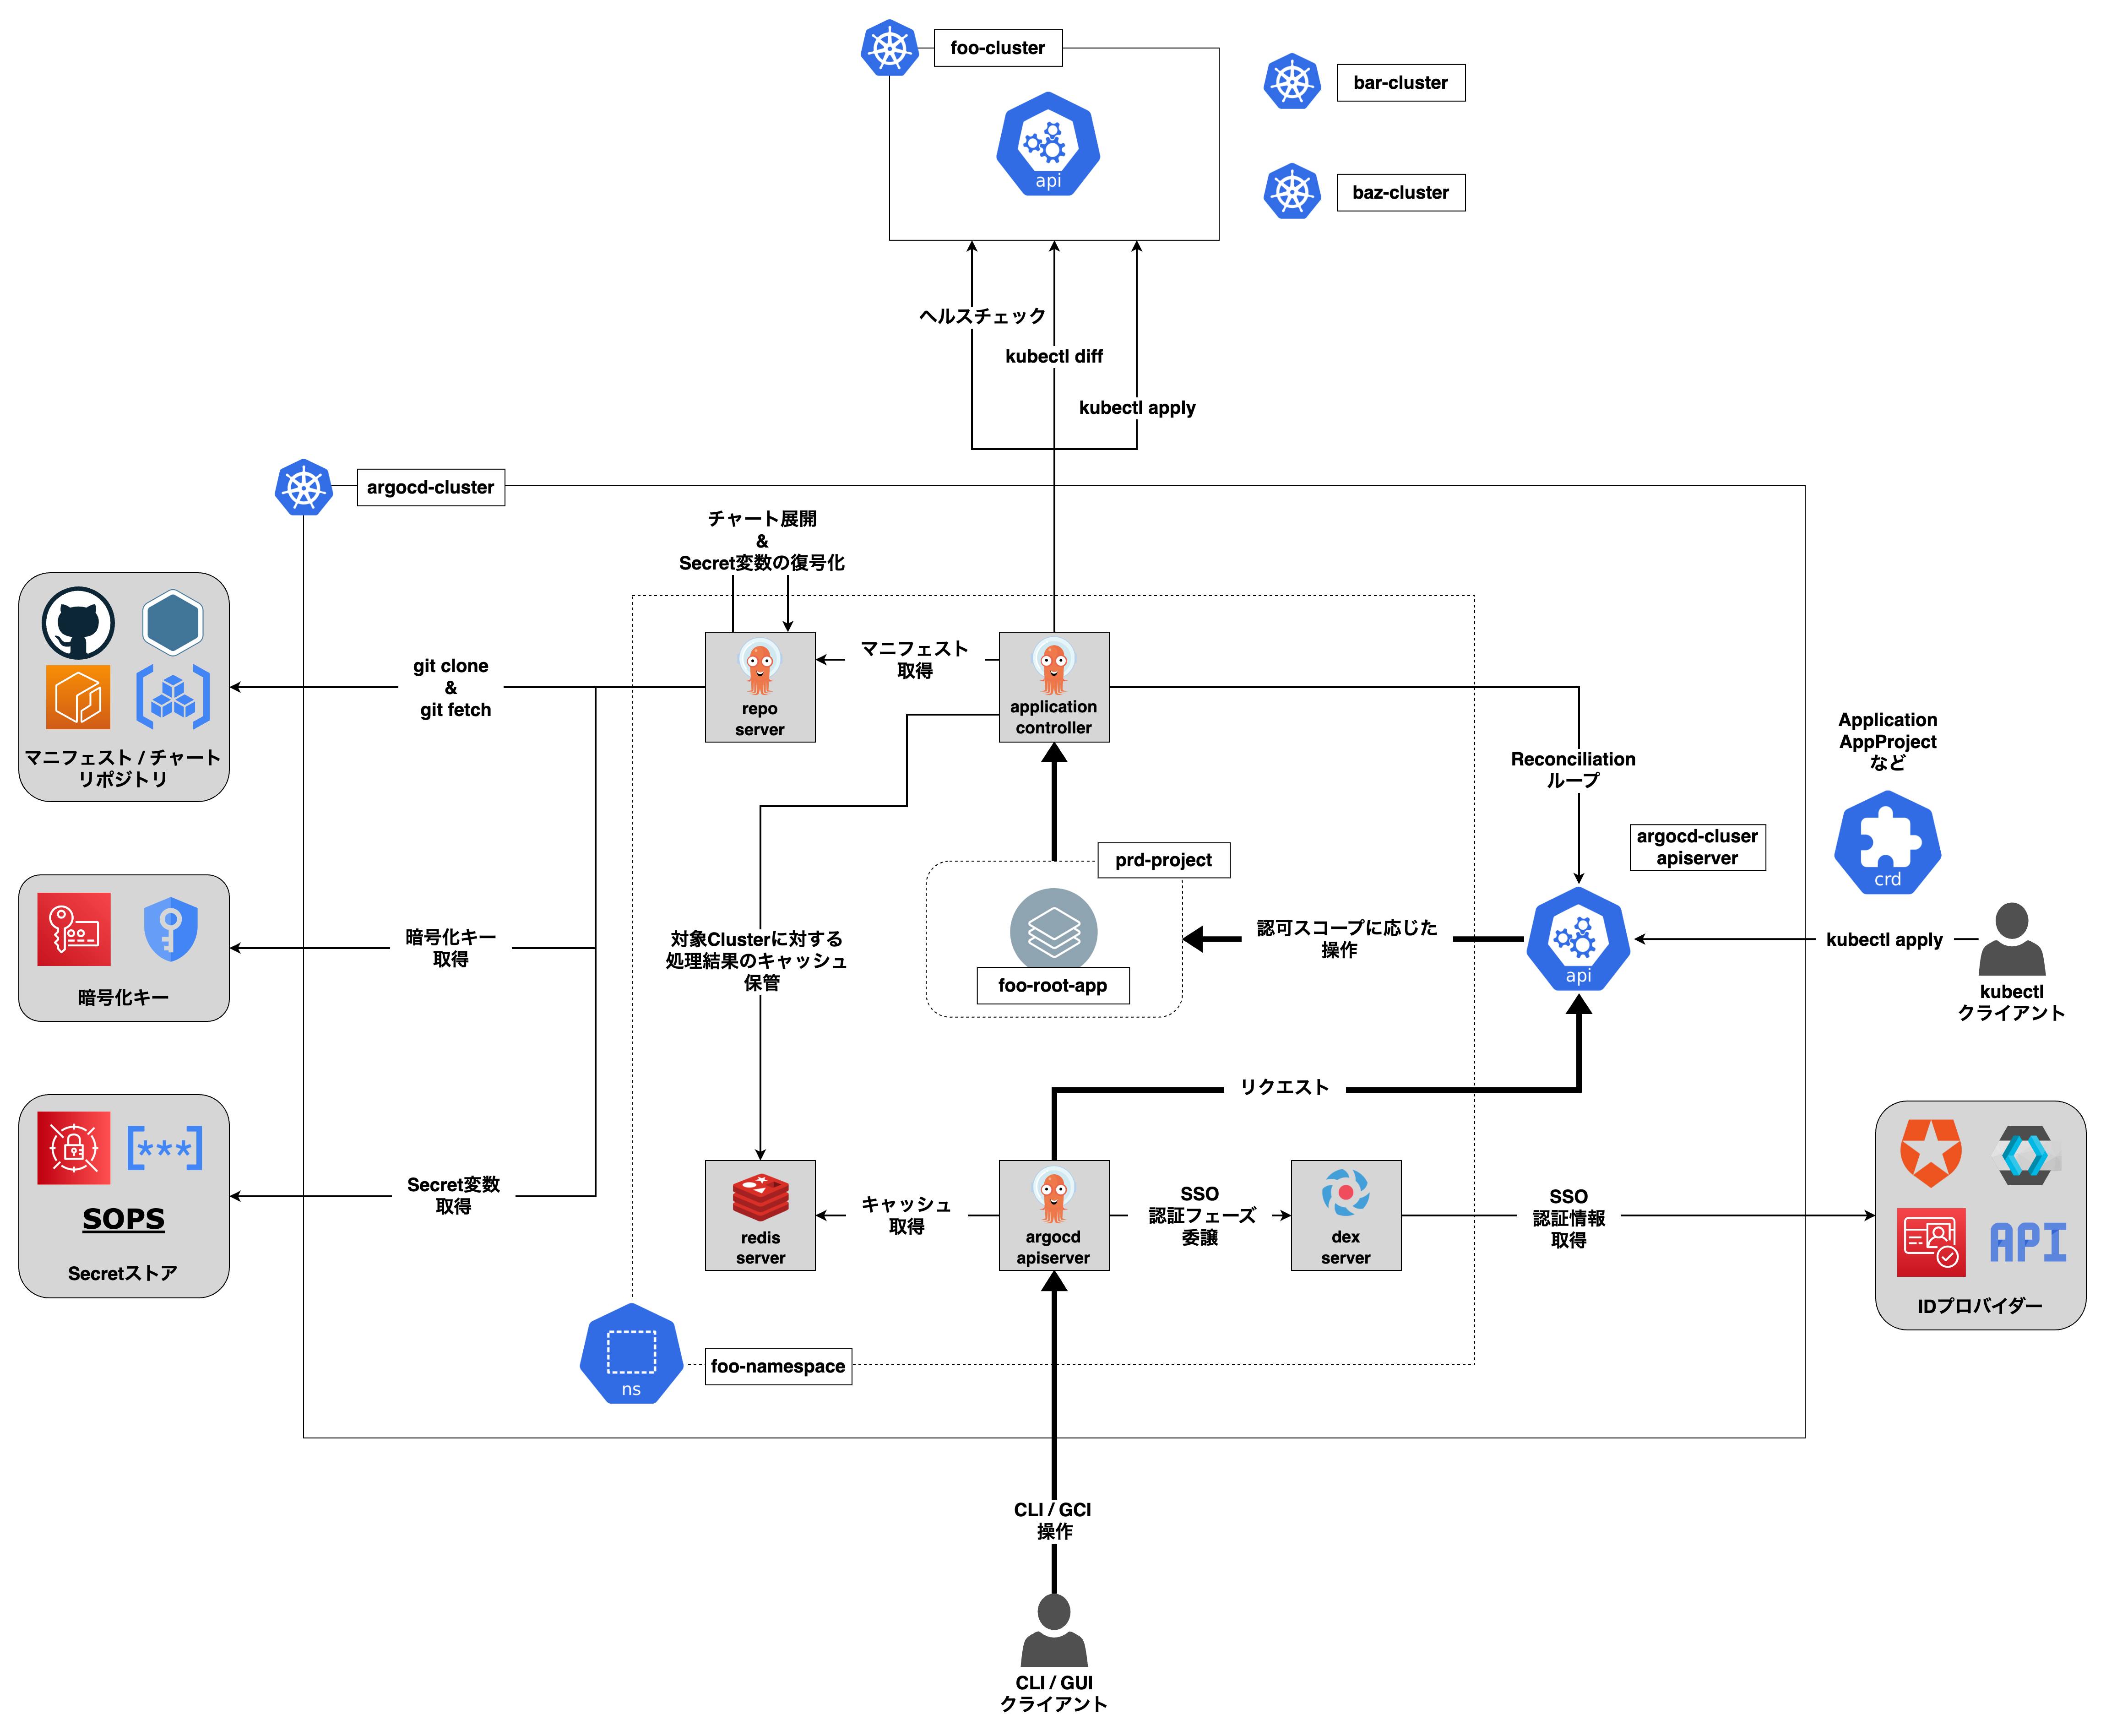 foo-cluster
bar-cluster
api
baz-cluster
ヘルスチェック
kubectl diff
kubectl apply
argocd-cluster
チャート展開
&
Secret変数の復号化
マニフェスト
取得
git clone
&
git fetch
repo
server
application
controller
マニフェスト / チャート
リポジトリ
Reconciliation
ループ
Application
AppProject
など
argocd-cluser
apiserver
crd
prd-project
暗号化キー
取得
対象Clusterに対する
処理結果のキャッシュ
保管
認可スコープに応じた
操作
kubectl apply
api
foo-root-app
暗号化キー
kubectl
クライアント
リクエスト
[***]
SOPS
Secretストア
Secret変数
取得
redis
server
キャッシュ
取得
argocd
apiserver
SSO
認証フェーズ
委譲
dex
server
SSO
認証情報
取得
API
IDプロバイダー
ns
foo-namespace
CLI / GCI
操作
CLI / GUI
クライアント